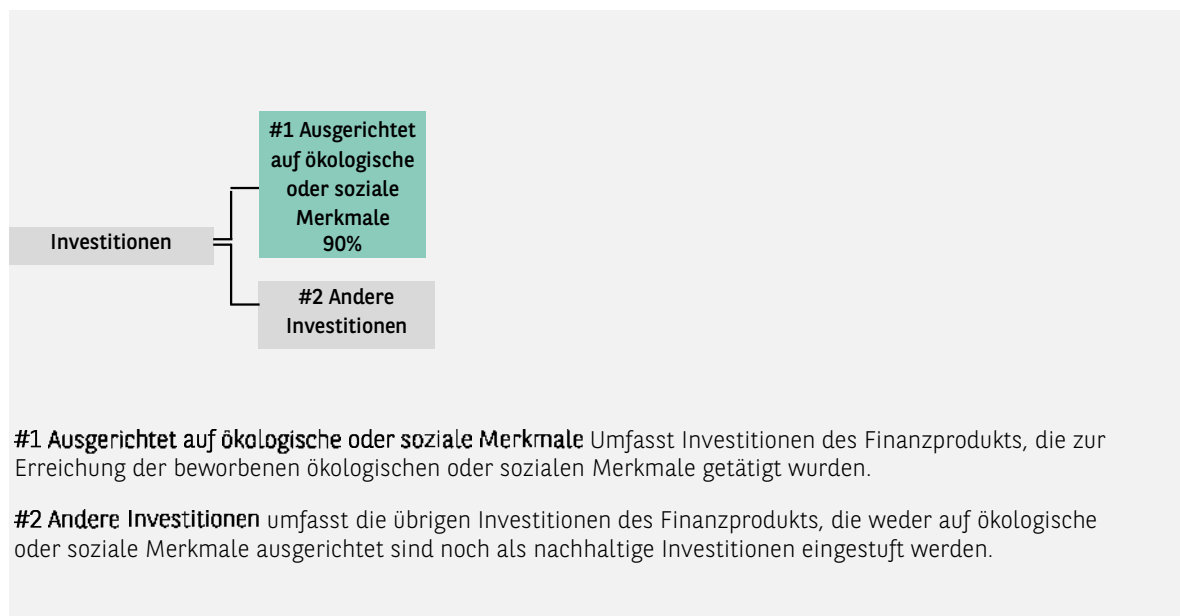 #1 Ausgerichtet
auf ökologische
oder soziale
Merkmale
90%
Investitionen
#2 Andere
Investitionen
#1 Ausgerichtet auf ökologische oder soziale Merkmale Umfasst Investitionen des Finanzprodukts, die zur
Erreichung der beworbenen ökologischen oder sozialen Merkmale getätigt wurden.
#2 Andere Investitionen umfasst die übrigen Investitionen des Finanzprodukts, die weder auf ökologische
oder soziale Merkmale ausgerichtet sind noch als nachhaltige Investitionen eingestuft werden.